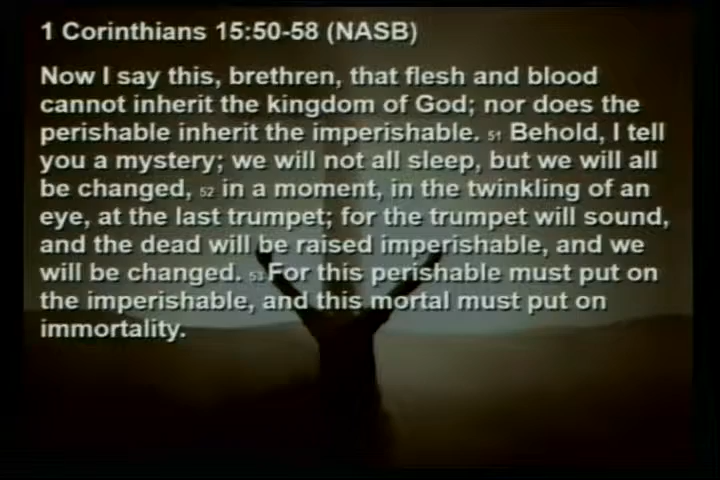 1 Corinthians 15:50-58 (NASB)
Now I say this, brethren, that flesh and blood
cannot inherit the kingdom of God; nor does the
perishable inherit the imperishable. 51 Behold, I tell
you a mystery; we will not all sleep, but we will all
be changed, 52 in a moment, in the twinkling of an
eye, at the last trumpet; for the trumpet will sound,
and the dead will be raised imperishable, and we
will be changed. 53 For this perishable must put on
the imperishable, and this mortal must put on
immortality.